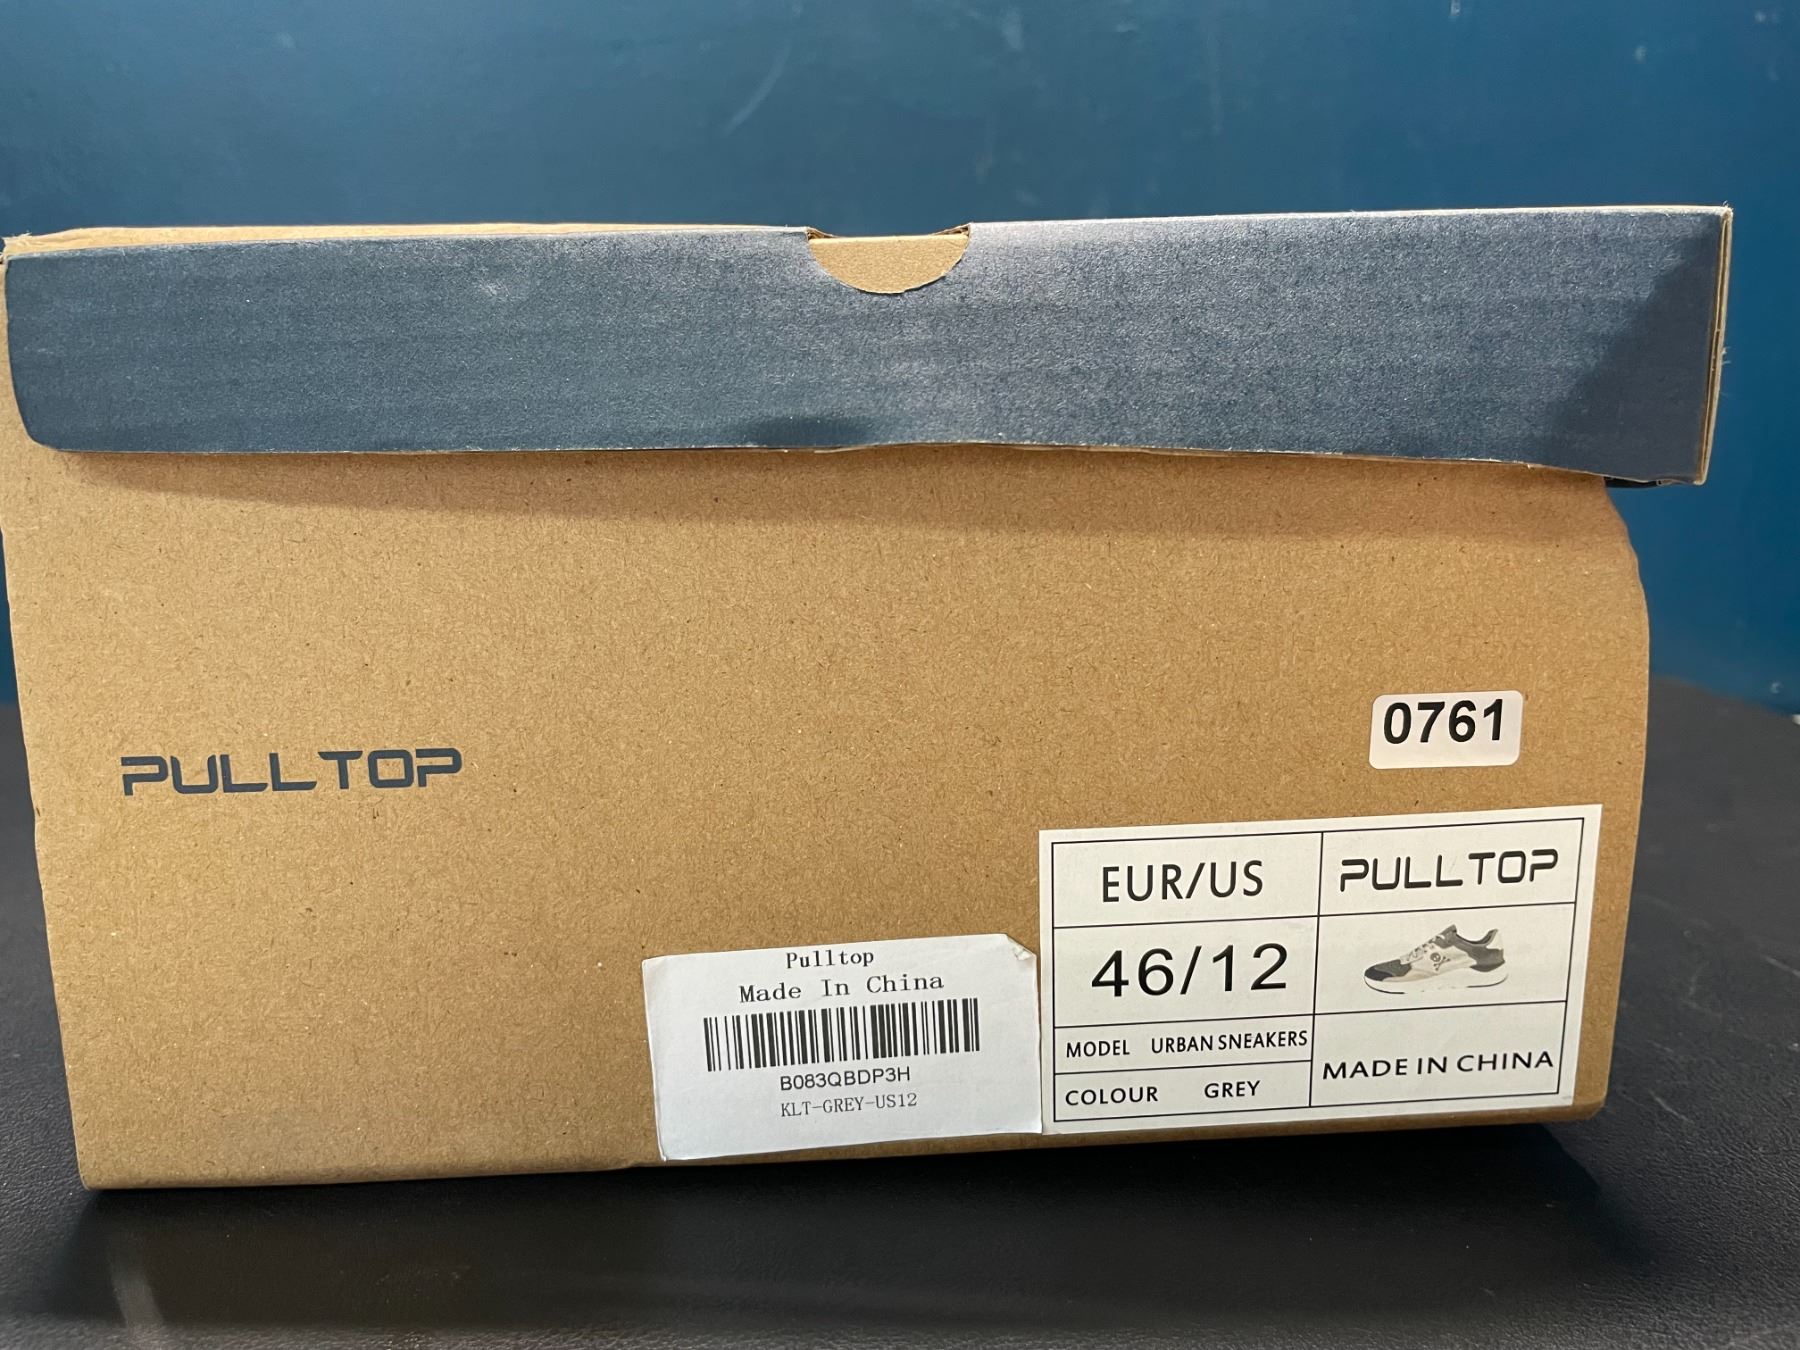 PULLTOP
0761
Pulltop
Made In China
B083QBDP3H
KLT-GREY-US12
EUR/US
PULLTOP
46/12
MODEL URBAN SNEAKERS
COLOUR GREY
MADE IN CHINA